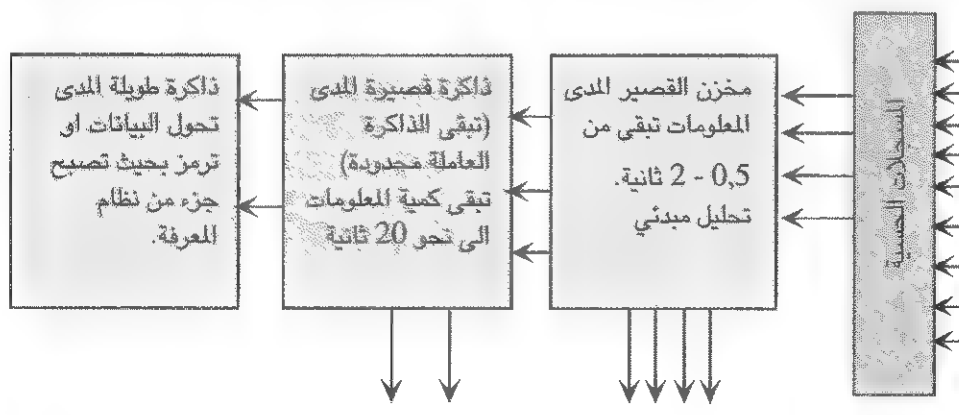 المسجلات الحسية
مخزن القصير المدى
المعلومات تبقى من
0,5 - 2 ثانية.
تحليل مبدئي
ذاكرة قصيرة المدى
(تبقى الذاكرة
العاملة محدودة)
تبقى كمية المعلومات
الى نحو 20 ثانية
ذاكرة طويلة المدى
تحول البيانات او
ترمز بحيث تصبح
جزء من نظام
المعرفة.